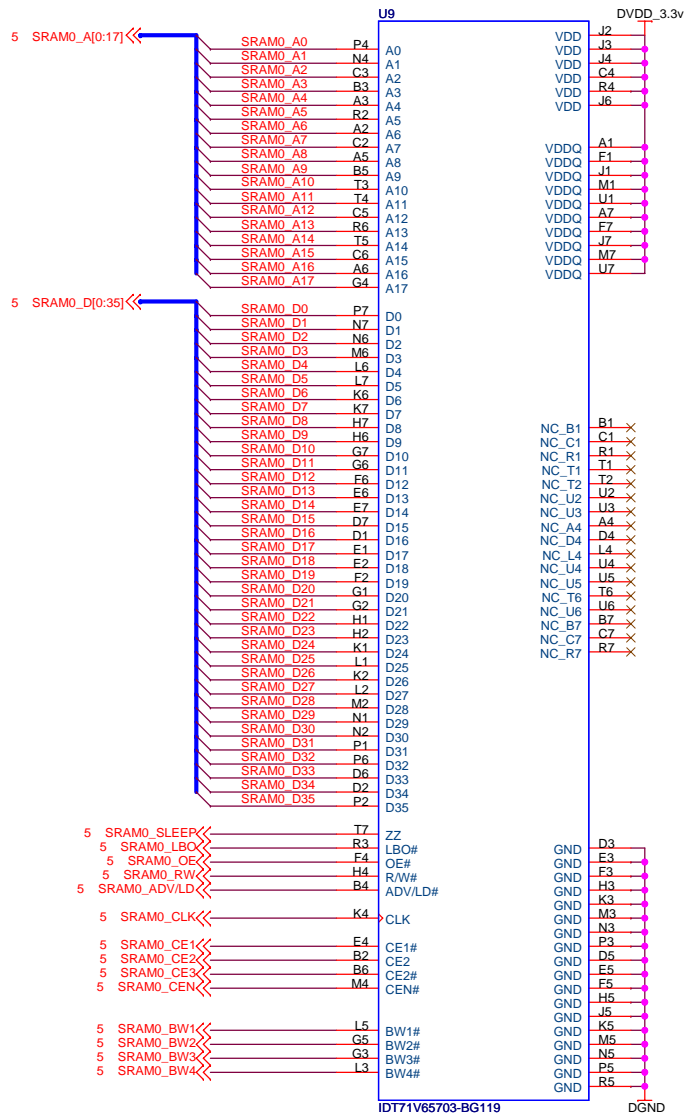 U9
DVDD_3.3v
5 SRAM0_A[0:17]
SRAM0_A0 P4 A0
SRAM0_A1 N4 A1
SRAM0_A2 C3 A2
SRAM0_A3 B3 A3
SRAM0_A4 A3 A4
SRAM0_A5 R2 A5
SRAM0_A6 A2 A6
SRAM0_A7 C2 A7
SRAM0_A8 A5 A8
SRAM0_A9 B5 A9
SRAM0_A10 T3 A10
SRAM0_A11 T4 A11
SRAM0_A12 C5 A12
SRAM0_A13 R6 A13
SRAM0_A14 T5 A14
SRAM0_A15 C6 A15
SRAM0_A16 A6 A16
SRAM0_A17 G4 A17
5 SRAM0_D[0:35]
SRAM0_D0 P7 D0
SRAM0_D1 N7 D1
SRAM0_D2 N6 D2
SRAM0_D3 M6 D3
SRAM0_D4 L6 D4
SRAM0_D5 L7 D5
SRAM0_D6 K6 D6
SRAM0_D7 K7 D7
SRAM0_D8 H7 D8
SRAM0_D9 H6 D9
SRAM0_D10 G7 D10
SRAM0_D11 G6 D11
SRAM0_D12 F6 D12
SRAM0_D13 E6 D13
SRAM0_D14 E7 D14
SRAM0_D15 D7 D15
SRAM0_D16 D1 D16
SRAM0_D17 E1 D17
SRAM0_D18 E2 D18
SRAM0_D19 F2 D19
SRAM0_D20 G1 D20
SRAM0_D21 G2 D21
SRAM0_D22 H1 D22
SRAM0_D23 H2 D23
SRAM0_D24 K1 D24
SRAM0_D25 L1 D25
SRAM0_D26 K2 D26
SRAM0_D27 L2 D27
SRAM0_D28 M2 D28
SRAM0_D29 N1 D29
SRAM0_D30 N2 D30
SRAM0_D31 P1 D31
SRAM0_D32 P6 D32
SRAM0_D33 D6 D33
SRAM0_D34 D2 D34
SRAM0_D35 P2 D35
5 SRAM0_SLEEP T7 ZZ
5 SRAM0_LBO R3 LBO#
5 SRAM0_OE F4 OE#
5 SRAM0_RW H4 R/W#
5 SRAM0_ADV/LD B4 ADV/LD#
5 SRAM0_CLK K4 CLK
5 SRAM0_CE1 E4 CE1#
5 SRAM0_CE2 B2 CE2
5 SRAM0_CE3 B6 CE2#
5 SRAM0_CEN M4 CEN#
5 SRAM0_BW1 L5 BW1#
5 SRAM0_BW2 G5 BW2#
5 SRAM0_BW3 G3 BW3#
5 SRAM0_BW4 L3 BW4#
VDD J2
VDD J3
VDD J4
VDD C4
VDD R4
VDD J6
VDDQ A1
VDDQ F1
VDDQ J1
VDDQ M1
VDDQ U1
VDDQ A7
VDDQ F7
VDDQ J7
VDDQ M7
VDDQ U7
NC_B1 B1
NC_C1 C1
NC_R1 R1
NC_T1 T1
NC_T2 T2
NC_U2 U2
NC_U3 U3
NC_A4 A4
NC_D4 D4
NC_L4 L4
NC_U4 U4
NC_U5 U5
NC_T6 T6
NC_U6 U6
NC_B7 B7
NC_C7 C7
NC_R7 R7
GND D3
GND E3
GND F3
GND H3
GND K3
GND M3
GND N3
GND P3
GND D5
GND E5
GND F5
GND H5
GND J5
GND K5
GND M5
GND N5
GND P5
GND R5
IDT71V65703-BG119
DGND